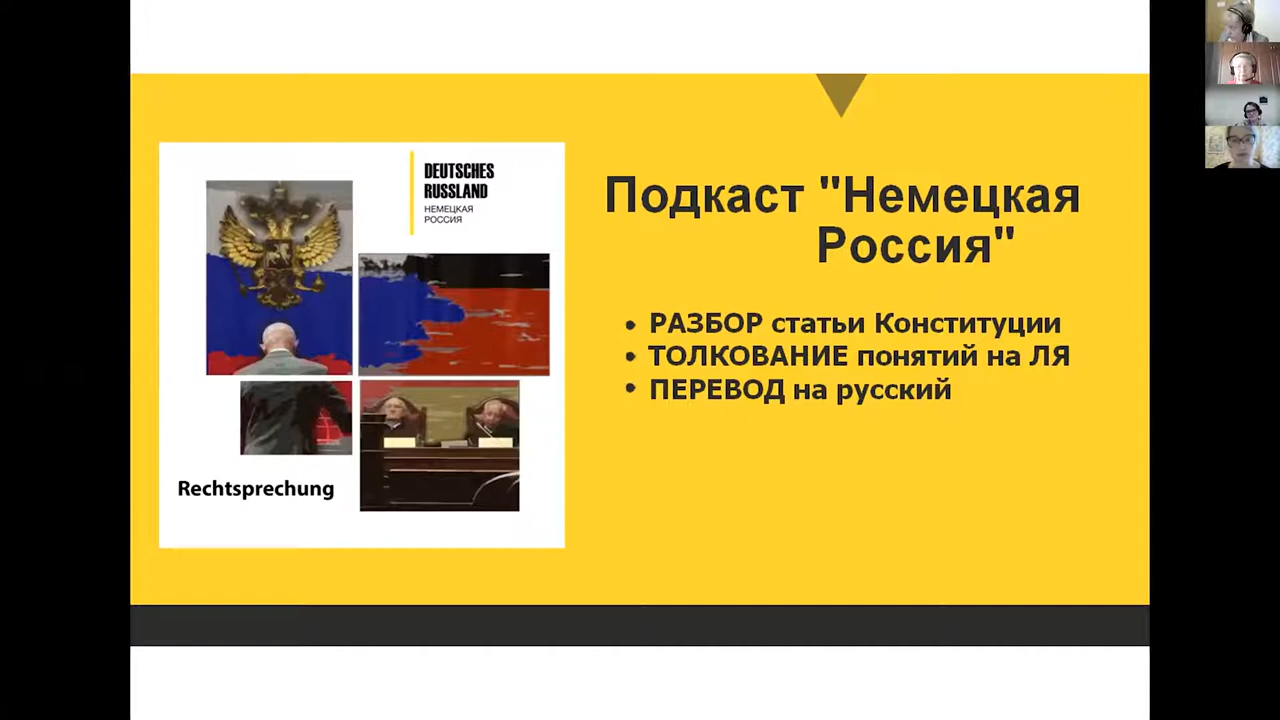 DEUTSCHES
RUSSLAND
НЕМЕЦКАЯ
РОССИЯ
Rechtsprechung
Подкаст "Немецкая
Россия"
• РАЗБОР статьи Конституции
• ТОЛКОВАНИЕ понятий на ЛЯ
• ПЕРЕВОД на русский